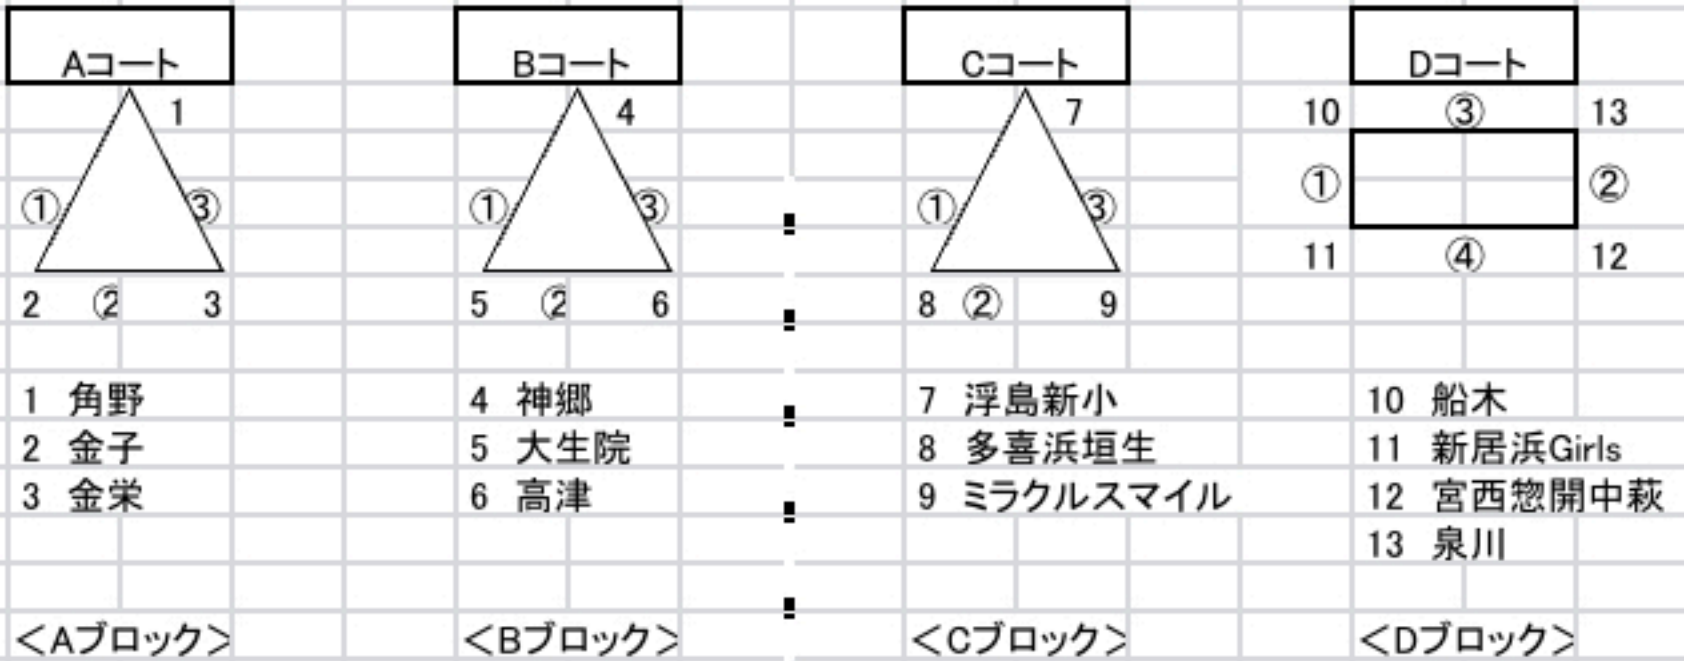 Aコート Bコート Cコート Dコート
1 4 7 10 ③ 13
① ③ ① ③ ① ③ ① ②
11 ④ 12
2 ② 3 5 ② 6 8 ② 9
1 角野 4 神郷 7 浮島新小 10 船木
2 金子 5 大生院 8 多喜浜垣生 11 新居浜Girls
3 金栄 6 高津 9 ミラクルスマイル 12 宮西惣開中萩
13 泉川
＜Aブロック＞ ＜Bブロック＞ ＜Cブロック＞ ＜Dブロック＞